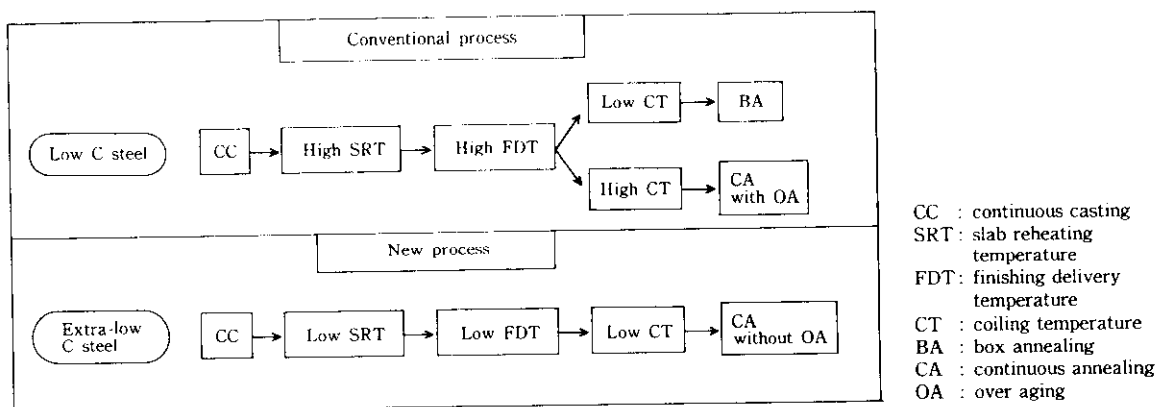 Conventional process
Low CT
BA
Low C steel
CC
High SRT
High FDT
High CT
CA
with OA
New process
Extra-low
C steel
CC
Low SRT
Low FDT
Low CT
CA
without OA
CC : continuous casting
SRT : slab reheating
temperature
FDT : finishing delivery
temperature
CT : coiling temperature
BA : box annealing
CA : continuous annealing
OA : over aging